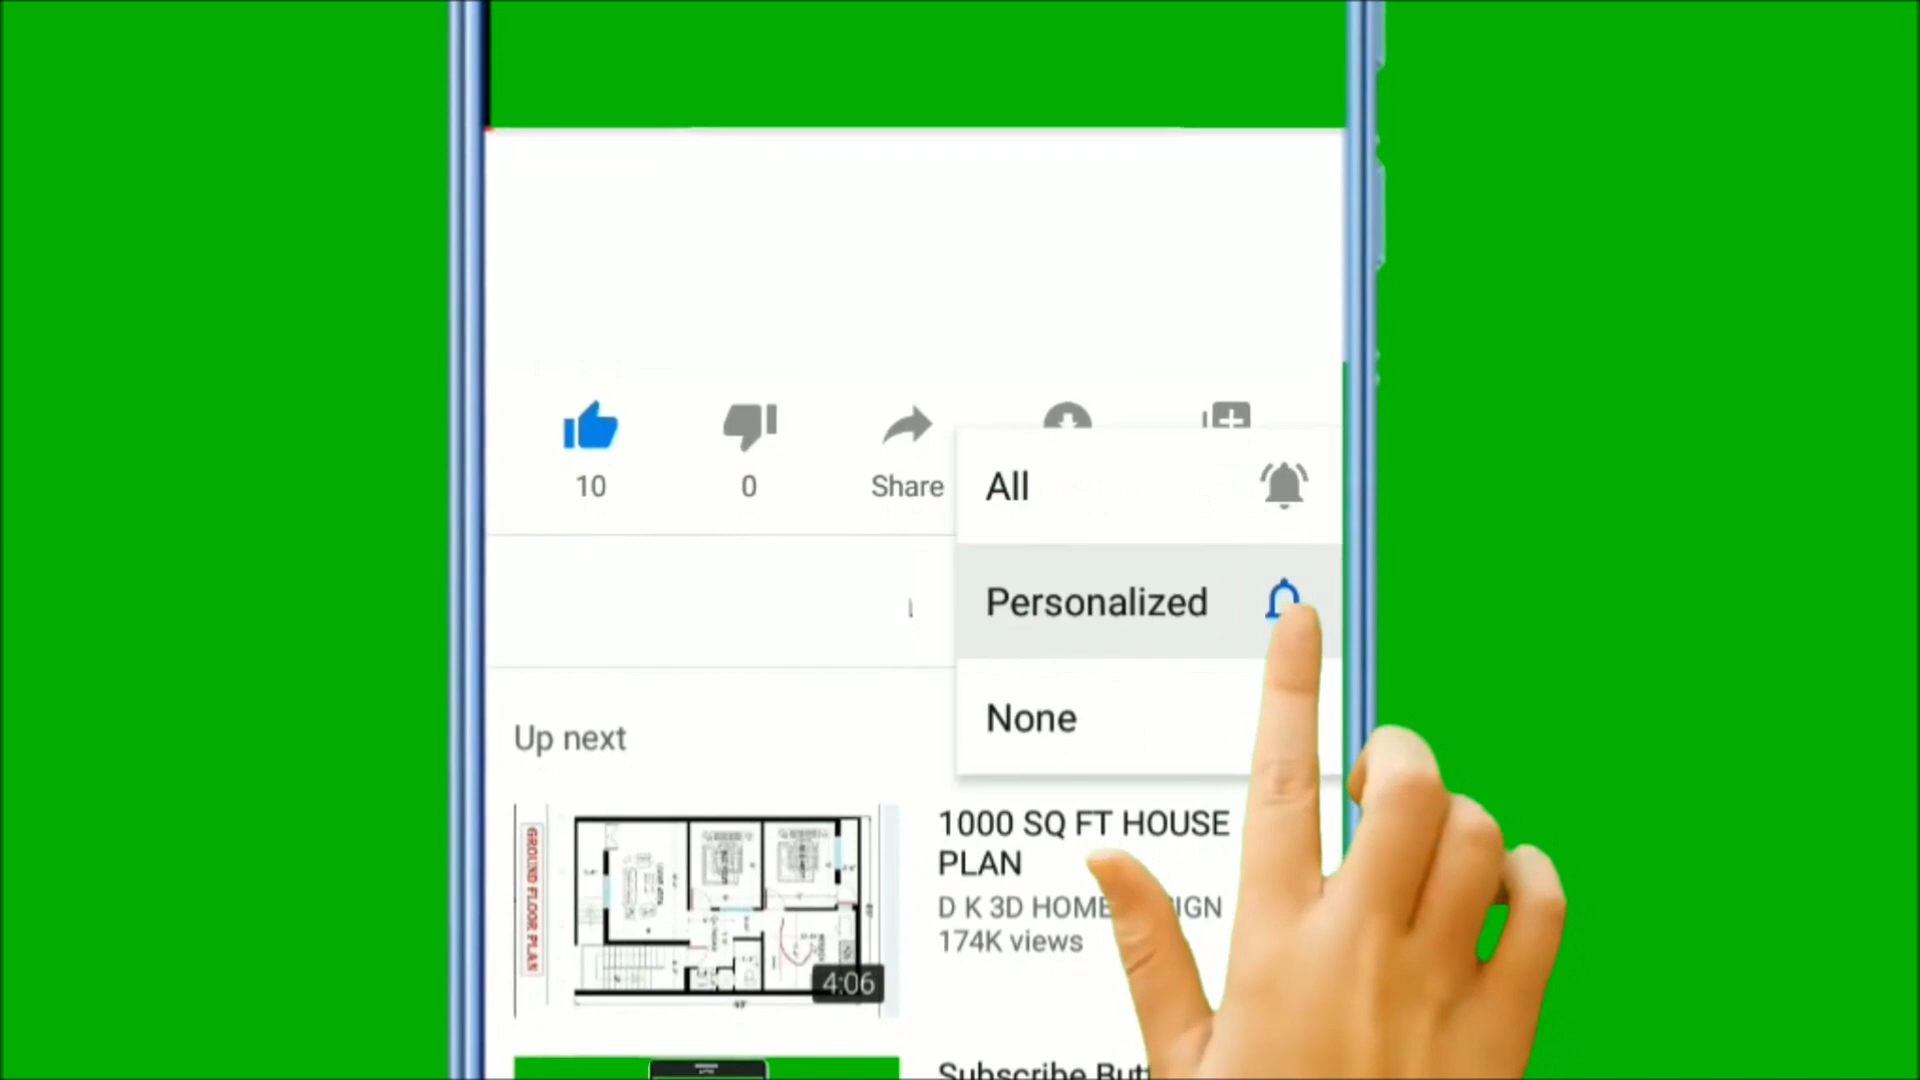 10
0
Share
All
Personalized
None
Up next
GROUND FLOOR PLAN
4:06
1000 SQ FT HOUSE
PLAN
D K 3D HOME
174K views
Subscribe